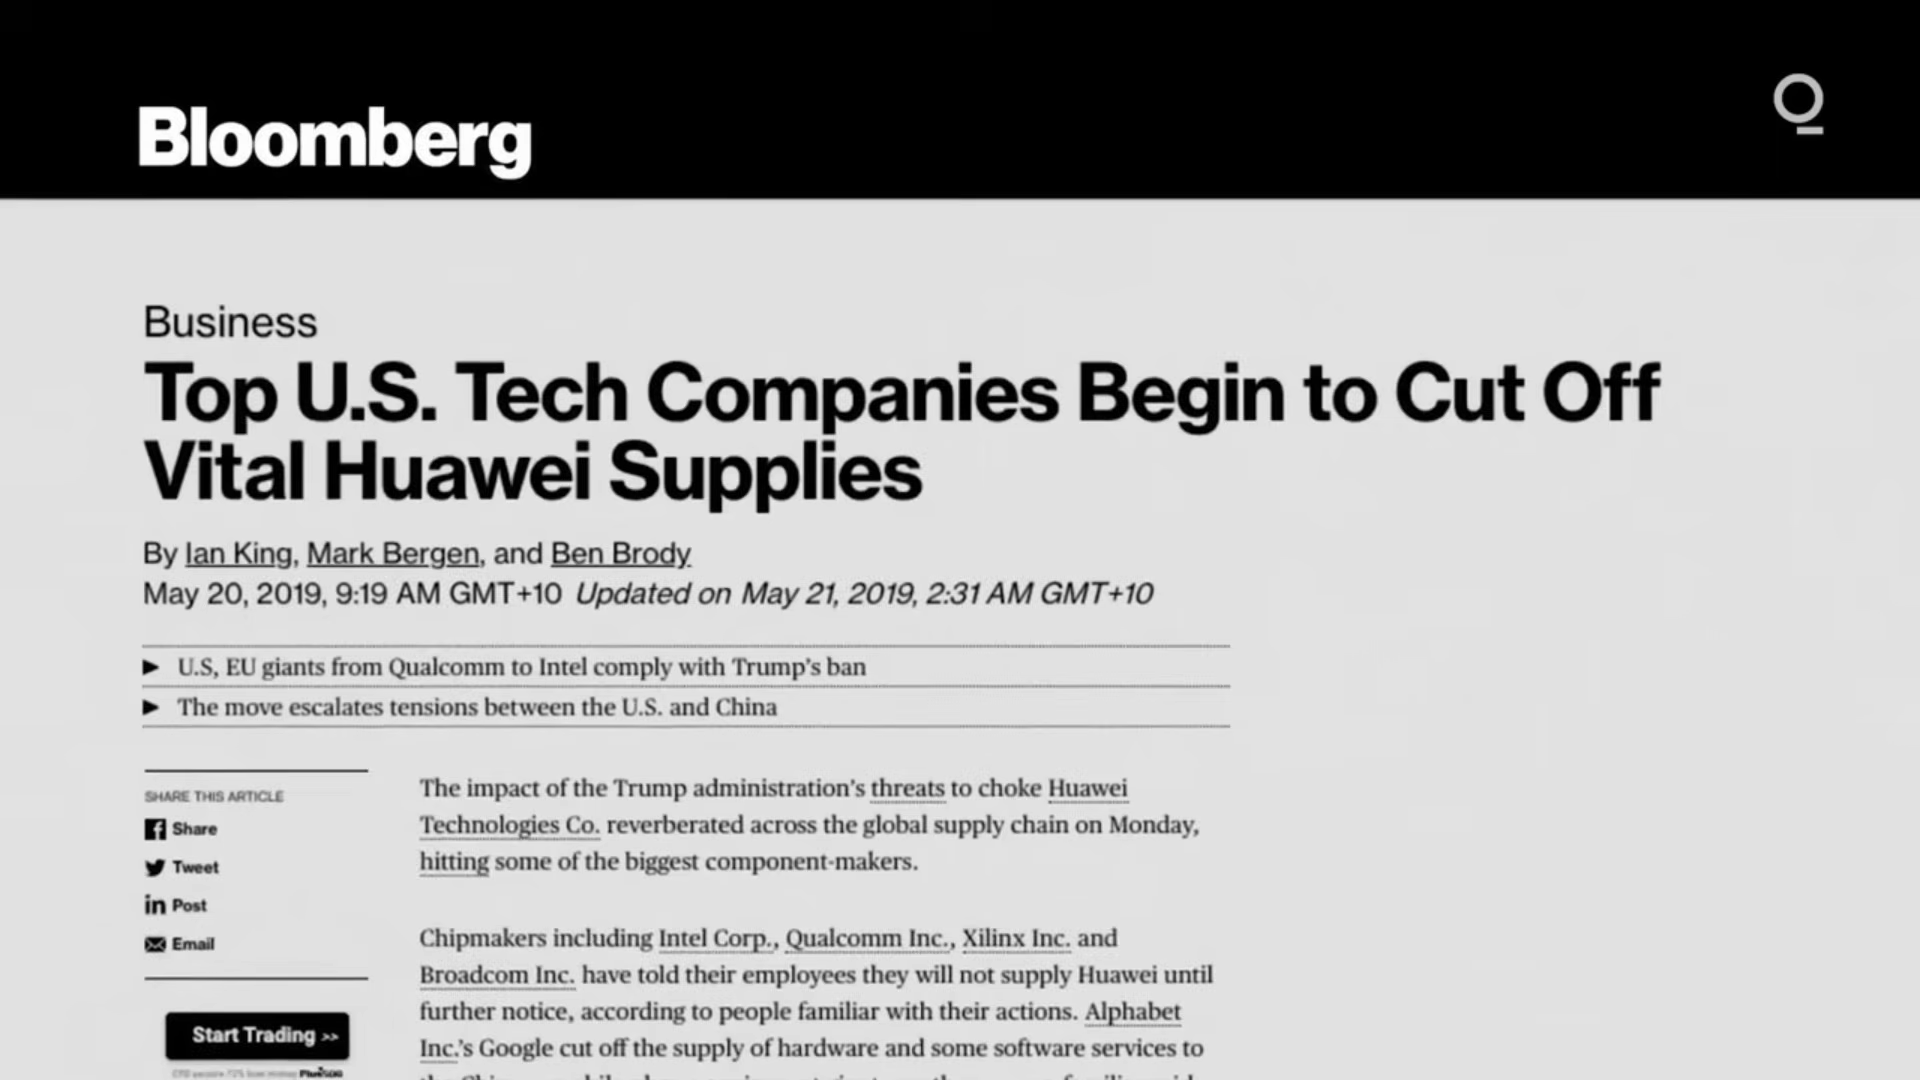 Bloomberg
Business
Top U.S. Tech Companies Begin to Cut Off
Vital Huawei Supplies
By Ian King, Mark Bergen, and Ben Brody
May 20, 2019, 9:19 AM GMT+10 Updated on May 21, 2019, 2:31 AM GMT+10
U.S, EU giants from Qualcomm to Intel comply with Trump's ban
The move escalates tensions between the U.S. and China
SHARE THIS ARTICLE
Share
Tweet
Post
Email
Start Trading >>
The impact of the Trump administration's threats to choke Huawei
Technologies Co. reverberated across the global supply chain on Monday,
hitting some of the biggest component-makers.
Chipmakers including Intel Corp., Qualcomm Inc., Xilinx Inc. and
Broadcom Inc. have told their employees they will not supply Huawei until
further notice, according to people familiar with their actions. Alphabet
Inc.'s Google cut off the supply of hardware and some software services to